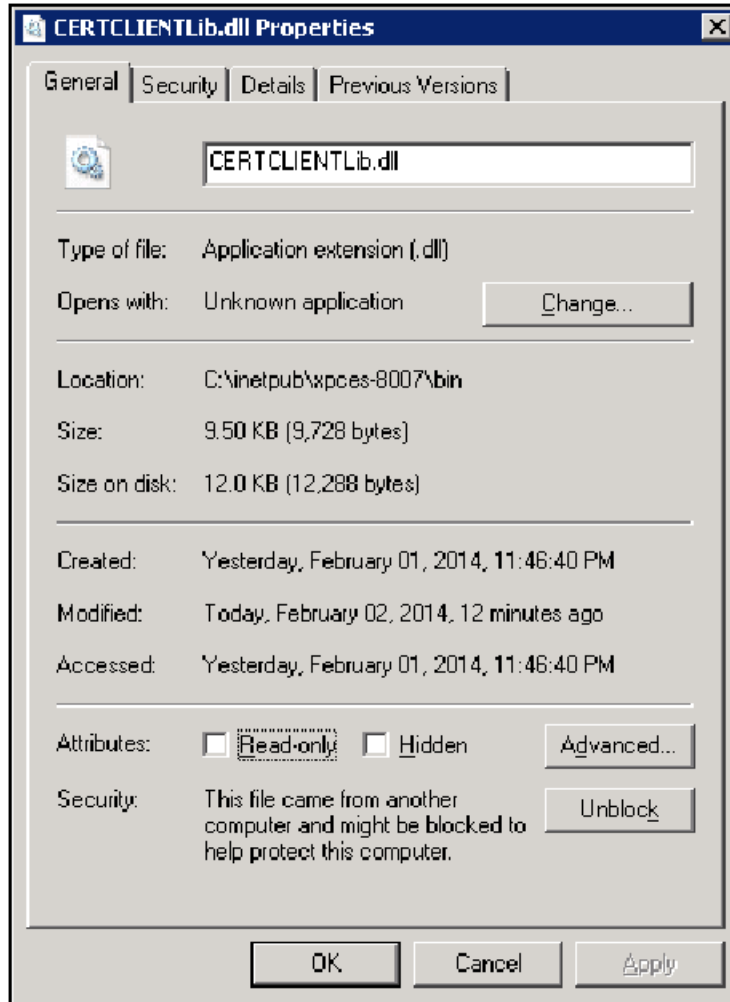 CERTCLIENTLib.dll Properties
General Security Details Previous Versions
CERTCLIENTLib.dll
Type of file: Application extension (.dll)
Opens with: Unknown application Change...
Location: C:\inetpub\xpces-8007\bin
Size: 9.50 KB (9,728 bytes)
Size on disk: 12.0 KB (12,288 bytes)
Created: Yesterday, February 01, 2014, 11:46:40 PM
Modified: Today, February 02, 2014, 12 minutes ago
Accessed: Yesterday, February 01, 2014, 11:46:40 PM
Attributes: Read-only Hidden Advanced...
Security: This file came from another Unblock
computer and might be blocked to
help protect this computer.
OK Cancel Apply